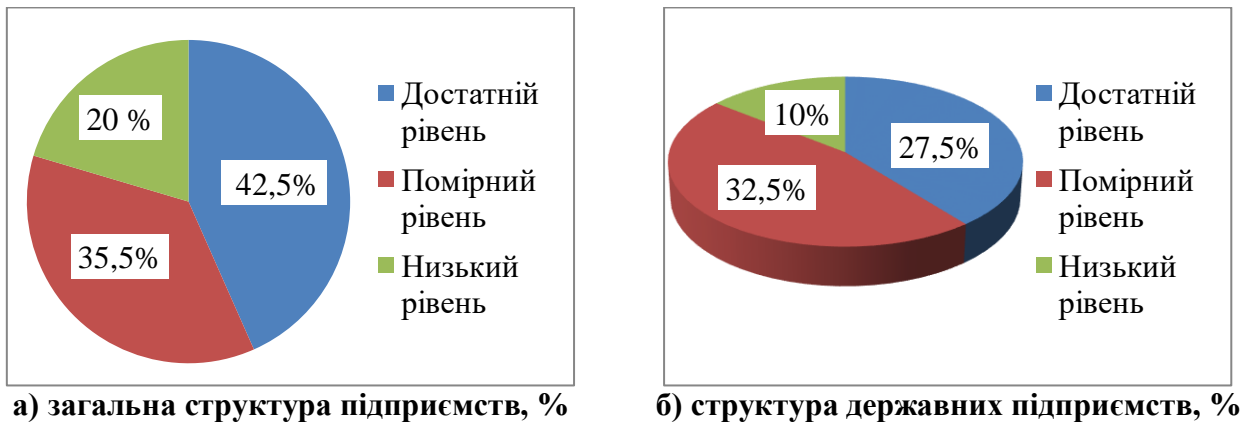 20 %
42,5%
35,5%
Достатній
рівень
Помірний
рівень
Низький
рівень
а) загальна структура підприємств, %
10%
27,5%
32,5%
Достатній
рівень
Помірний
рівень
Низький
рівень
б) структура державних підприємств, %